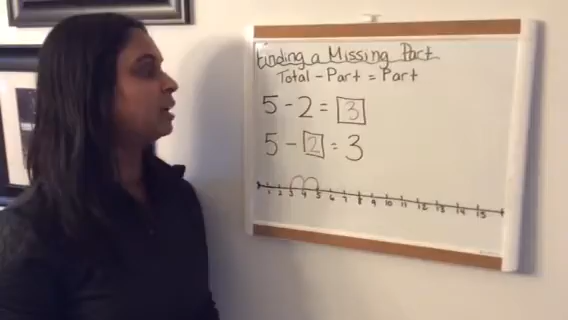 Finding a Missing Part
Total - Part = Part
5 - 2 = 3
5 - 2 = 3
1 2 3 4 5 6 7 8 9 10 11 12 13 14 15